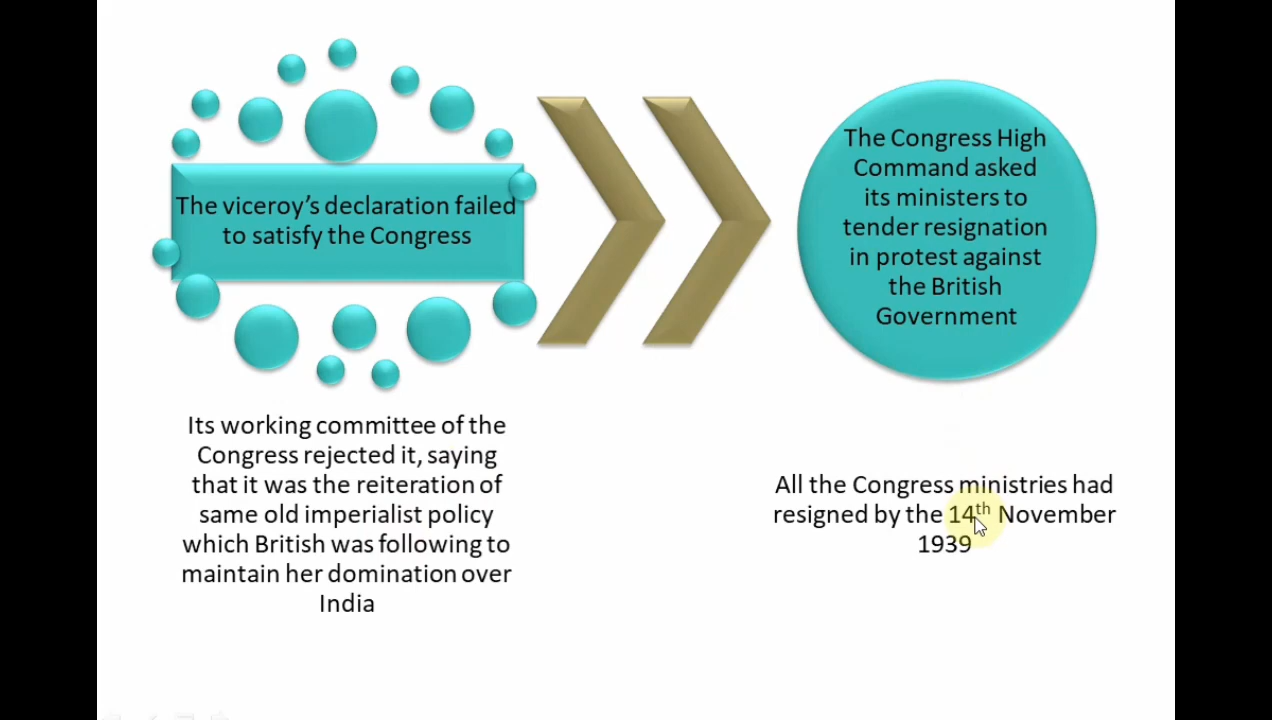 The viceroy's declaration failed
to satisfy the Congress
Its working committee of the
Congress rejected it, saying
that it was the reiteration of
same old imperialist policy
which British was following to
maintain her domination over
India
The Congress High
Command asked
its ministers to
tender resignation
in protest against
the British
Government
All the Congress ministries had
resigned by the 14th November
1939